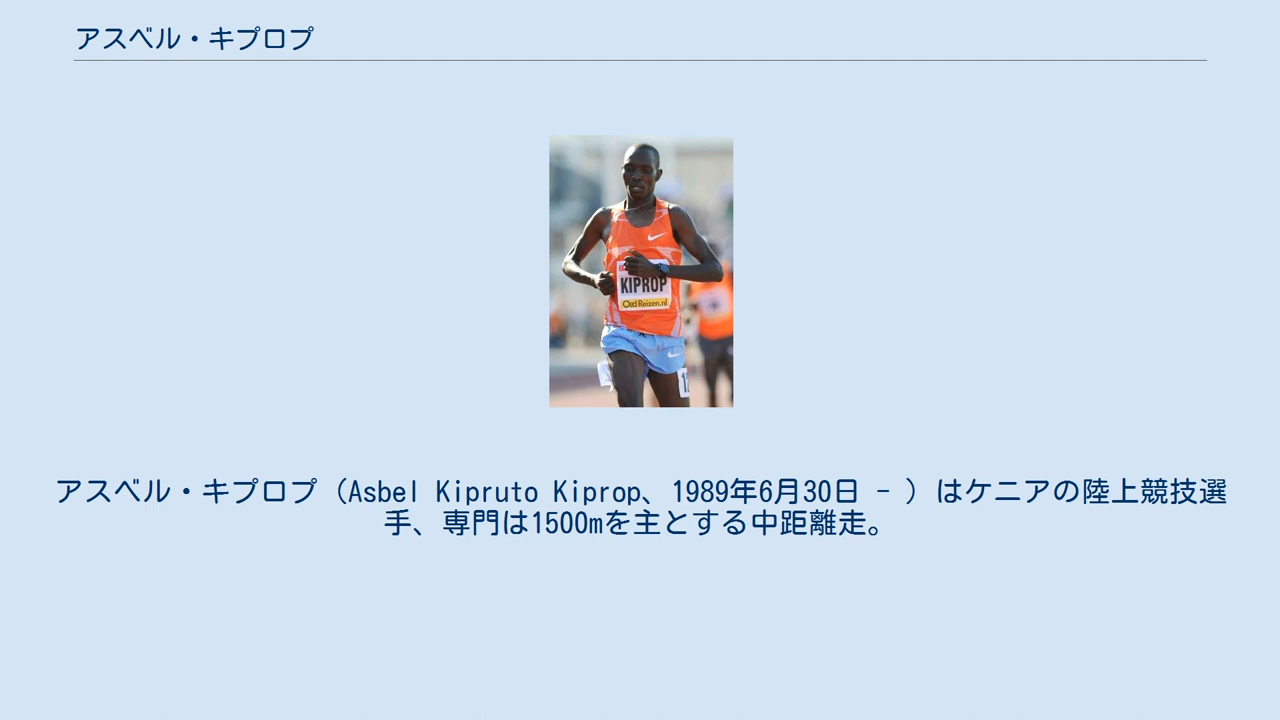 アスベル・キプロプ
KIPROP
OadReizen.nl
アスベル・キプロプ（Asbel Kipruto Kiprop、1989年6月30日 - ）はケニアの陸上競技選
手、専門は1500mを主とする中距離走。